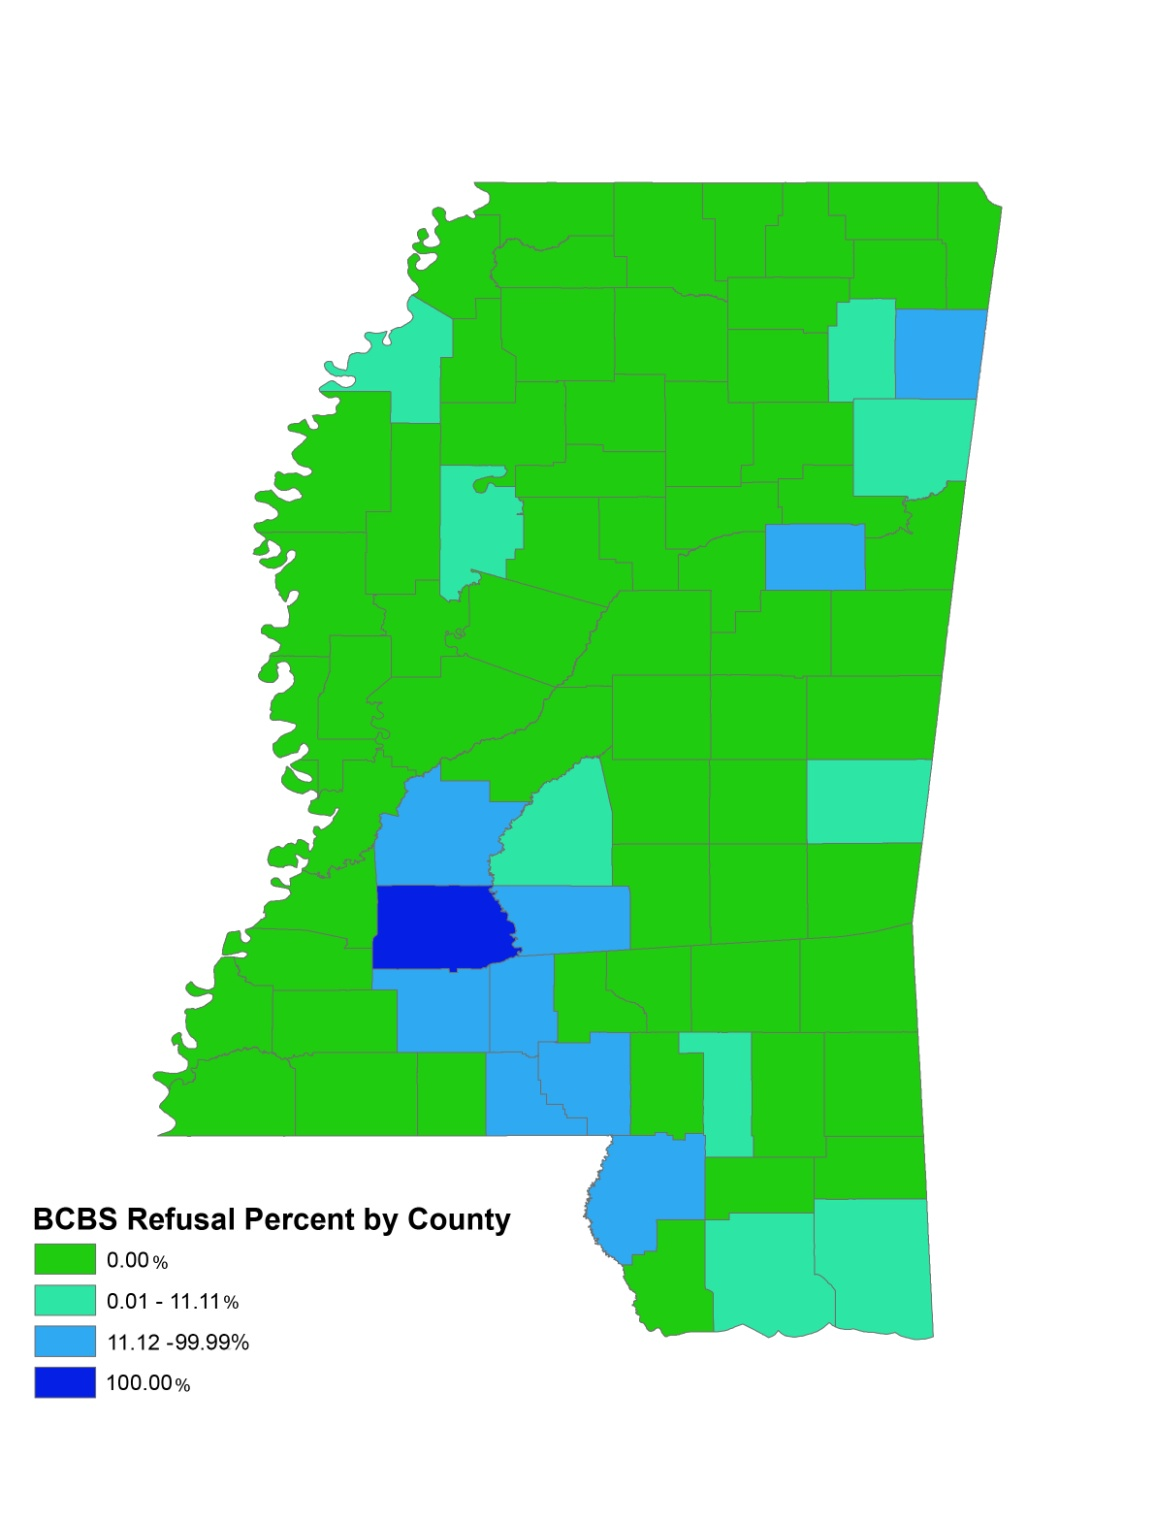 BCBS Refusal Percent by County
0.00%
0.01 - 11.11%
11.12 -99.99%
100.00%